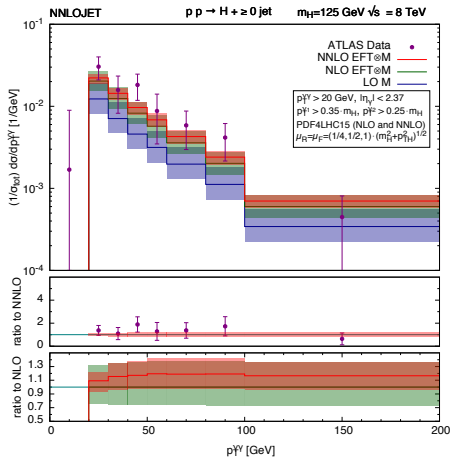 NNLOJET p p → H + ≥ 0 jet m_H=125 GeV √s = 8 TeV
10^-1
10^-2
10^-3
10^-4
(1/σ_tot) dσ/dp_T^γγ [1/GeV]
ATLAS Data
NNLO EFT⊗M
NLO EFT⊗M
LO M
p_T^γγ > 20 GeV, |η_γ| < 2.37
p_T^γ1 > 0.35·m_H, p_T^γ2 > 0.25·m_H
PDF4LHC15 (NLO and NNLO)
μ_R=μ_F=(1/4,1/2,1)·(m_H^2+p_TH^2)^1/2
ratio to NNLO
6
4
2
0
ratio to NLO
1.3
1.1
0.9
0.7
0.5
0 50 100 150 200
p_T^γγ [GeV]